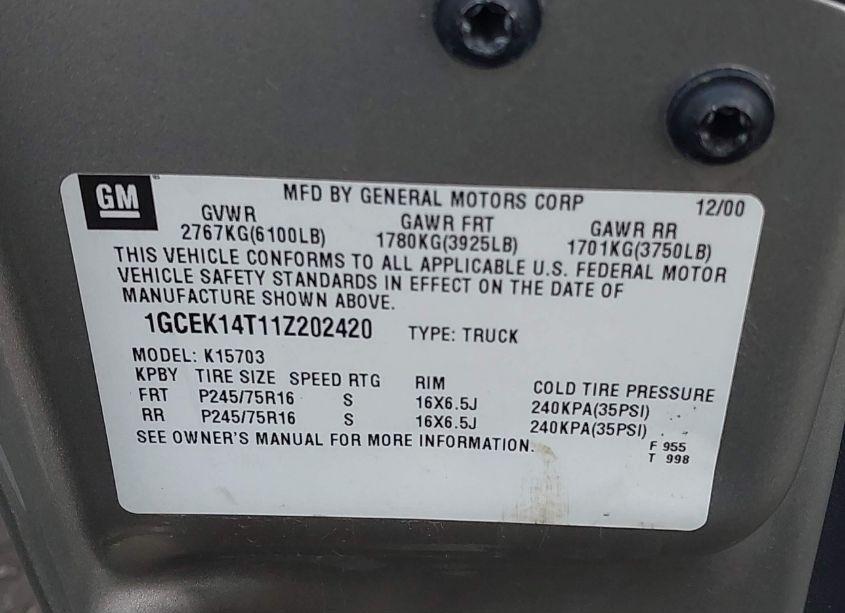 GM
MFD BY GENERAL MOTORS CORP 12/00
GVWR GAWR FRT GAWR RR
2767KG(6100LB) 1780KG(3925LB) 1701KG(3750LB)
THIS VEHICLE CONFORMS TO ALL APPLICABLE U.S. FEDERAL MOTOR
VEHICLE SAFETY STANDARDS IN EFFECT ON THE DATE OF
MANUFACTURE SHOWN ABOVE.
1GCEK14T11Z202420 TYPE: TRUCK
MODEL: K15703
KPBY TIRE SIZE SPEED RTG RIM COLD TIRE PRESSURE
FRT P245/75R16 S 16X6.5J 240KPA(35PSI)
RR P245/75R16 S 16X6.5J 240KPA(35PSI)
SEE OWNER'S MANUAL FOR MORE INFORMATION. F 955
T 998